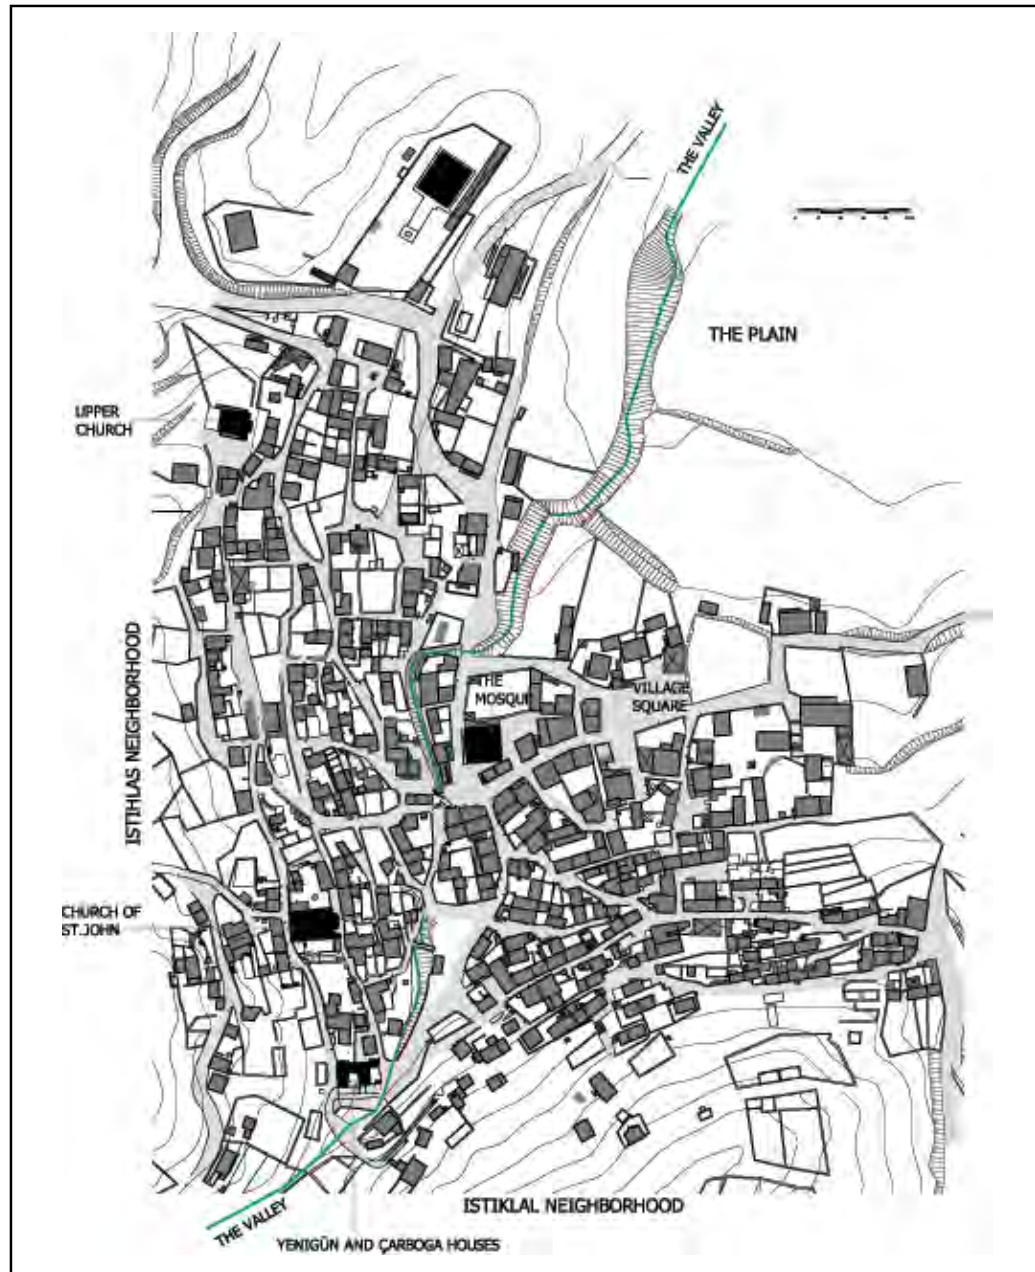 THE VALLEY
THE PLAIN
UPPER
CHURCH
THE
MOSQUE
VILLAGE
SQUARE
ISTIHLAS NEIGHBORHOOD
CHURCH OF
ST.JOHN
ISTIKLAL NEIGHBORHOOD
THE VALLEY
YENIGÜN AND ÇARBOGA HOUSES